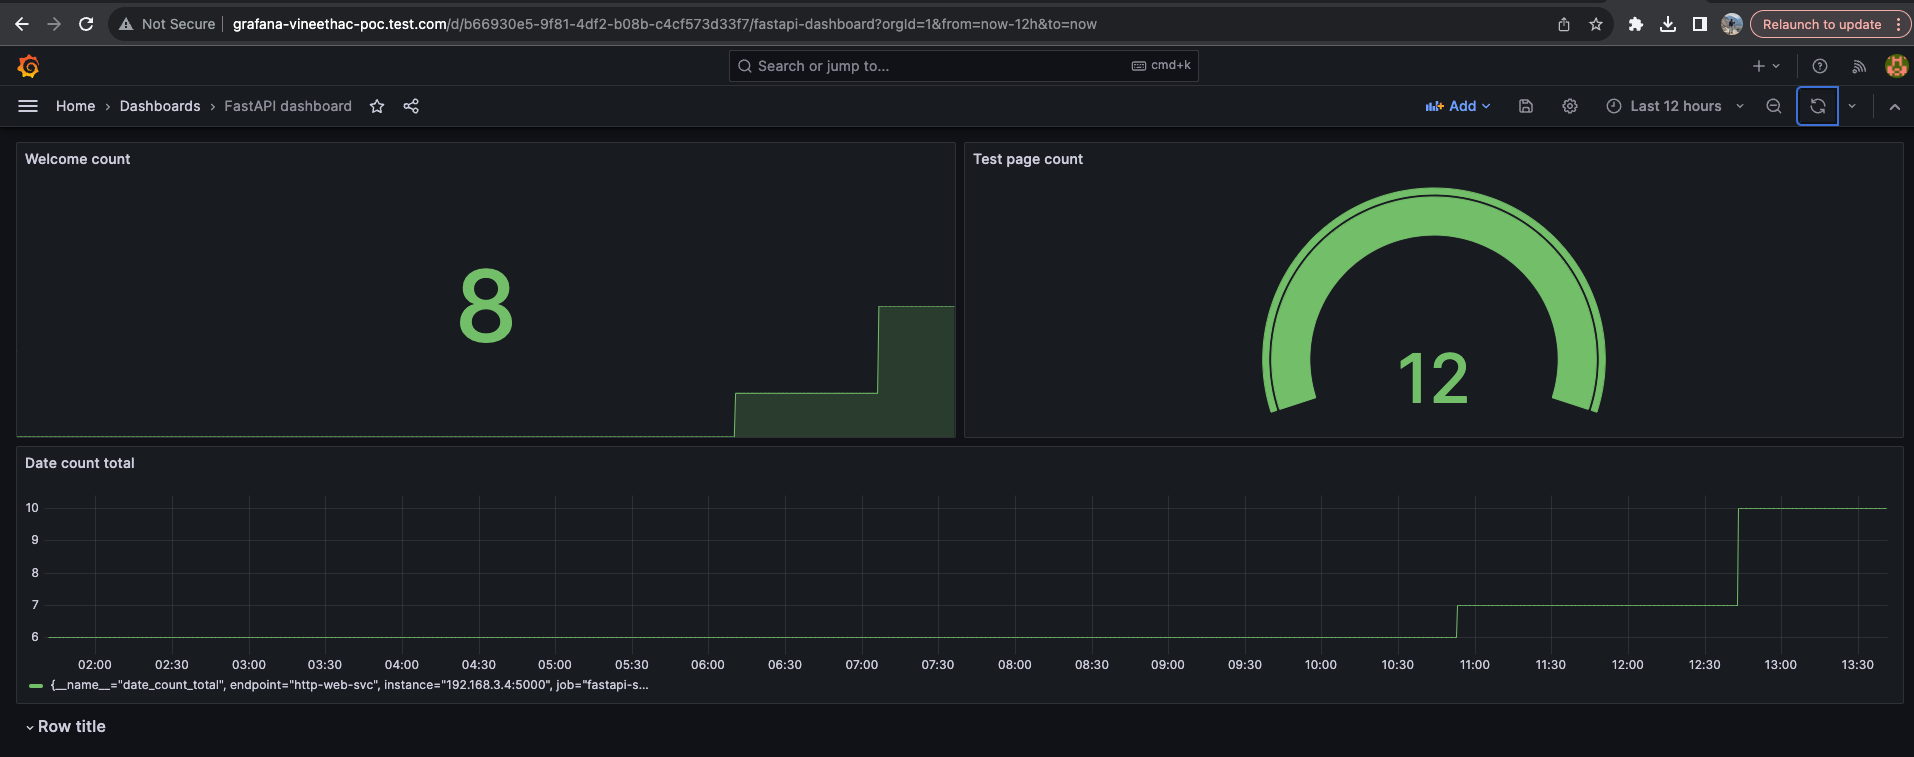 Not Secure grafana-vineethac-poc.test.com/d/b66930e5-9f81-4df2-b08b-c4cf573d33f7/fastapi-dashboard?orgId=1&from=now-12h&to=now Relaunch to update
Search or jump to... cmd+k
Home › Dashboards › FastAPI dashboard Add Last 12 hours
Welcome count
8
Test page count
12
Date count total
10
9
8
7
6
02:00 02:30 03:00 03:30 04:00 04:30 05:00 05:30 06:00 06:30 07:00 07:30 08:00 08:30 09:00 09:30 10:00 10:30 11:00 11:30 12:00 12:30 13:00 13:30
{__name__="date_count_total", endpoint="http-web-svc", instance="192.168.3.4:5000", job="fastapi-s...
Row title